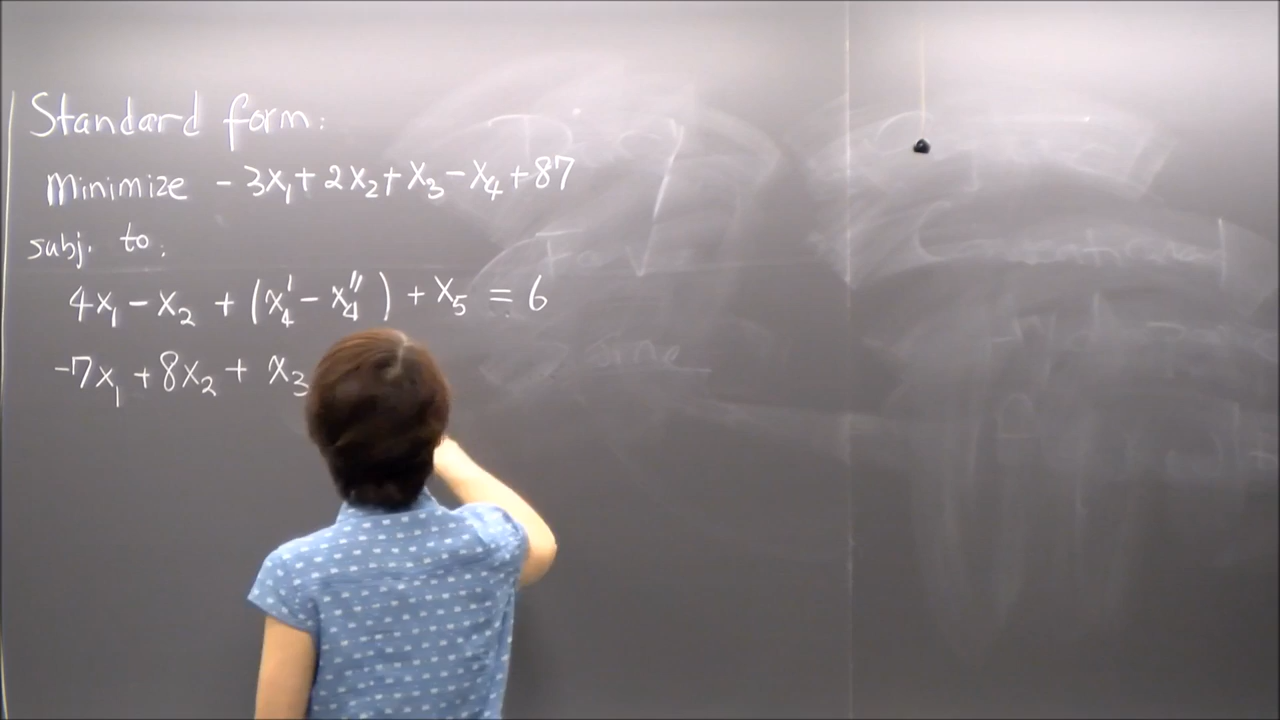 Standard form:
Minimize - 3x₁ + 2x₂ + x₃ - x₄ + 87
subj. to:
4x₁ - x₂ + (x₄' - x₄'') + x₅ = 6
-7x₁ + 8x₂ + x₃